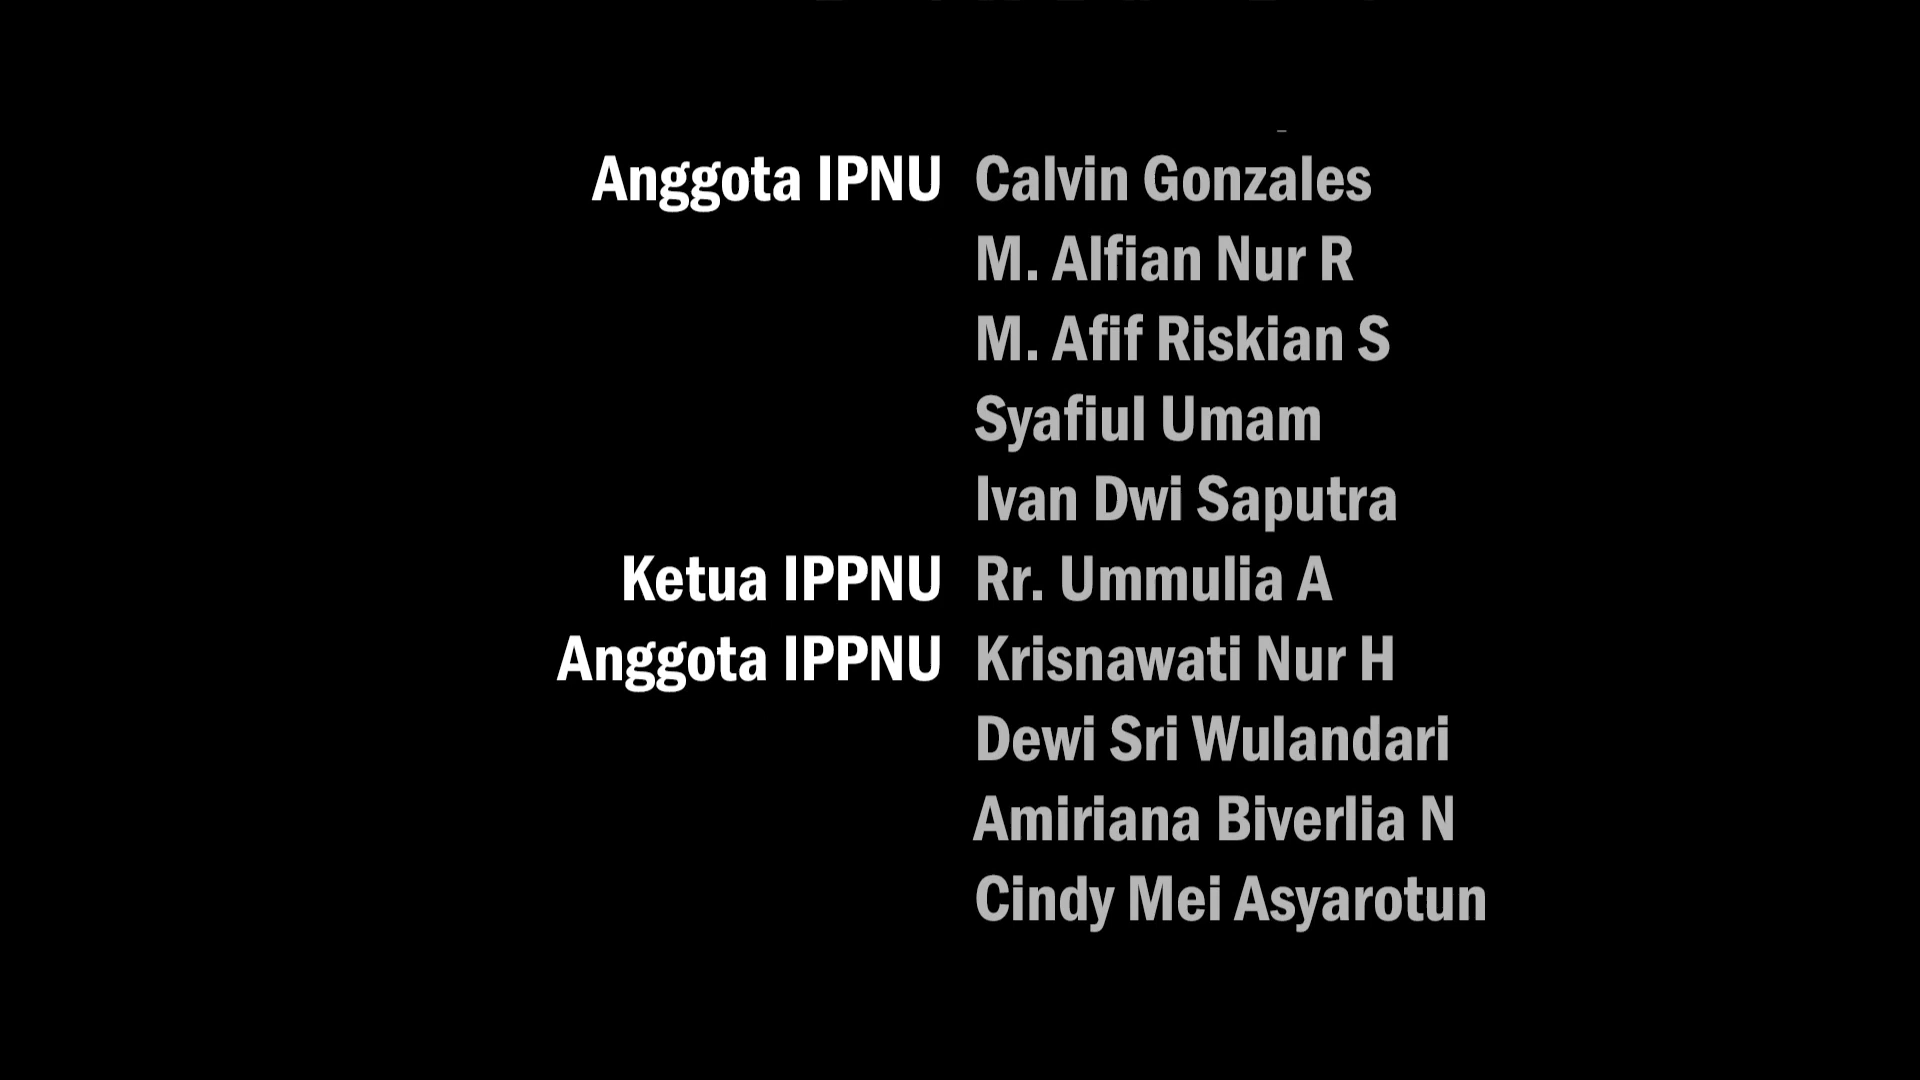 Anggota IPNU Calvin Gonzales
M. Alfian Nur R
M. Afif Riskian S
Syafiul Umam
Ivan Dwi Saputra
Ketua IPPNU Rr. Ummulia A
Anggota IPPNU Krisnawati Nur H
Dewi Sri Wulandari
Amiriana Biverlia N
Cindy Mei Asyarotun